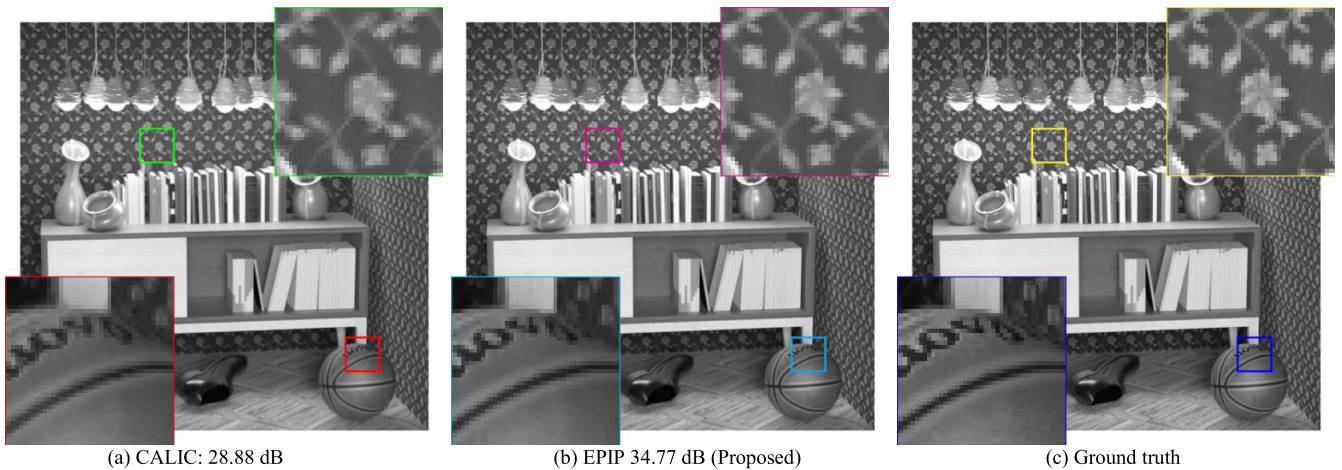 (a) CALIC: 28.88 dB
(b) EPIP 34.77 dB (Proposed)
(c) Ground truth